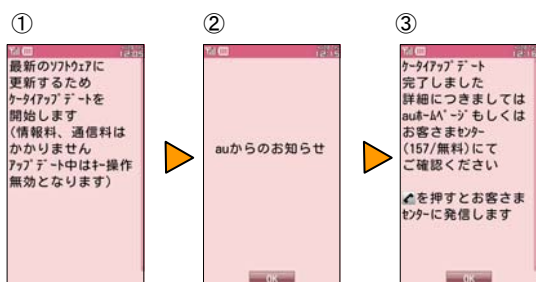 ①
最新のｿﾌﾄｳｪｱに
更新するため
ｹｰﾀｲｱｯﾌﾟﾃﾞｰﾄを
開始します
(情報料、通信料は
かかりません
ｱｯﾌﾟﾃﾞｰﾄ中はｷｰ操作
無効となります)
②
auからのお知らせ
OK
③
ｹｰﾀｲｱｯﾌﾟﾃﾞｰﾄ
完了しました
詳細につきましては
auﾎｰﾑﾍﾟｰｼﾞもしくは
お客さまｾﾝﾀｰ
(157/無料)にて
ご確認ください
を押すとお客さま
ｾﾝﾀｰに発信します
OK